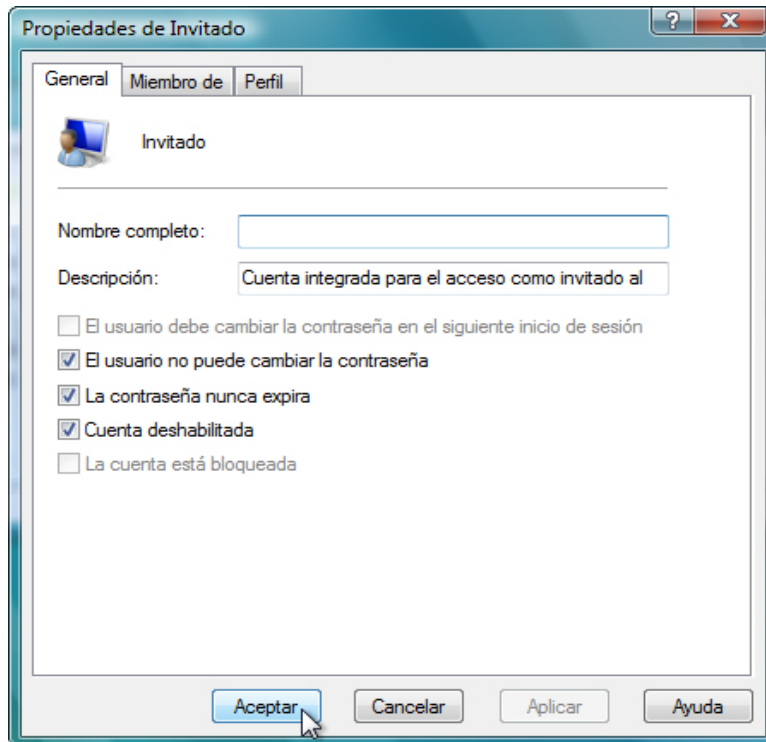 Propiedades de Invitado
General Miembro de Perfil
Invitado
Nombre completo:
Descripción: Cuenta integrada para el acceso como invitado al
El usuario debe cambiar la contraseña en el siguiente inicio de sesión
El usuario no puede cambiar la contraseña
La contraseña nunca expira
Cuenta deshabilitada
La cuenta está bloqueada
Aceptar Cancelar Aplicar Ayuda